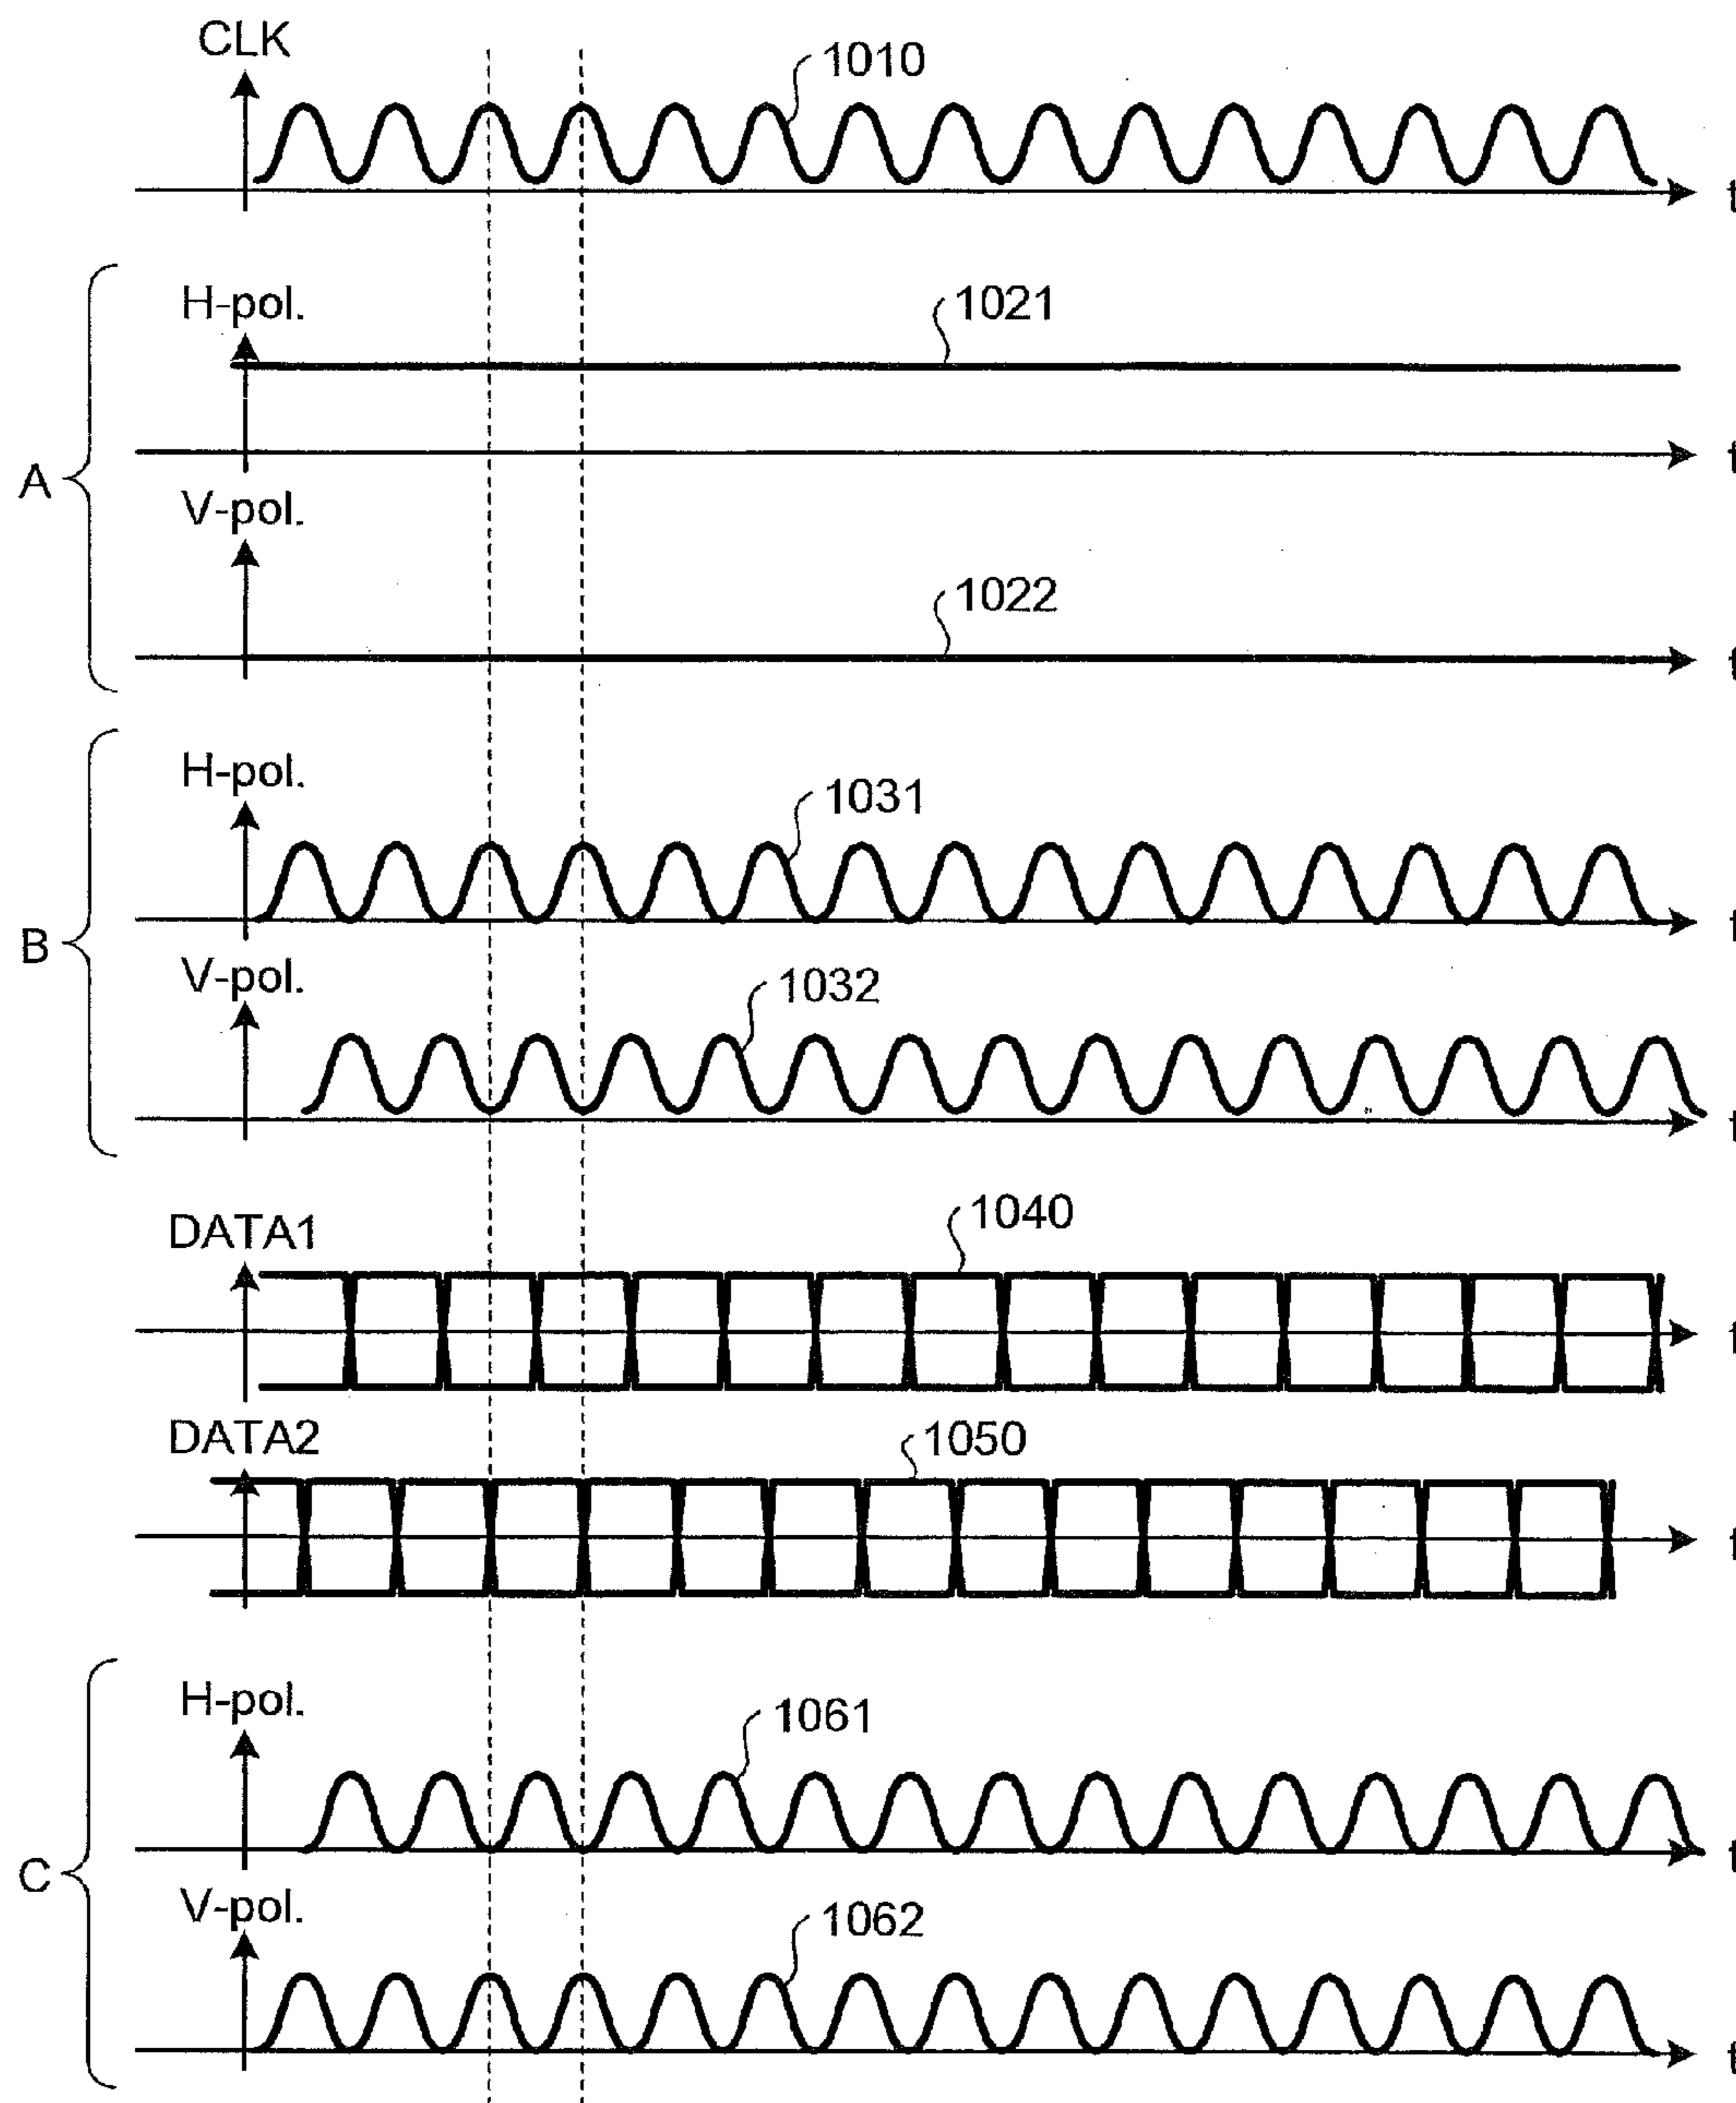 CLK
1010
t
H-pol.
1021
t
A
V-pol.
1022
t
H-pol.
1031
t
B
V-pol.
1032
t
DATA1
1040
t
DATA2
1050
t
H-pol.
1061
t
C
V-pol.
1062
t